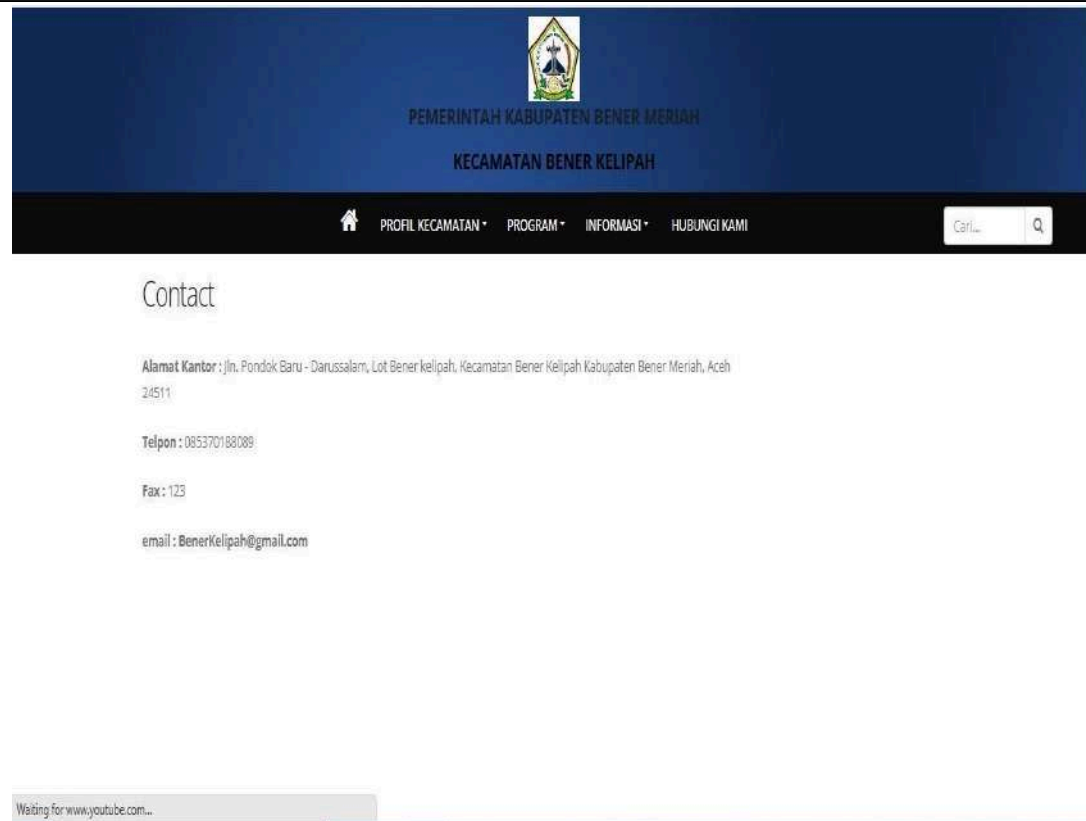 PEMERINTAH KABUPATEN BENER MERIAH
KECAMATAN BENER KELIPAH
PROFIL KECAMATAN PROGRAM INFORMASI HUBUNGI KAMI Cari...
Contact
Alamat Kantor : Jln. Pondok Baru - Darussalam, Lot Bener kelipah, Kecamatan Bener Kelipah Kabupaten Bener Meriah, Aceh
24511
Telpon : 085370188089
Fax : 123
email : BenerKelipah@gmail.com
Waiting for www.youtube.com...